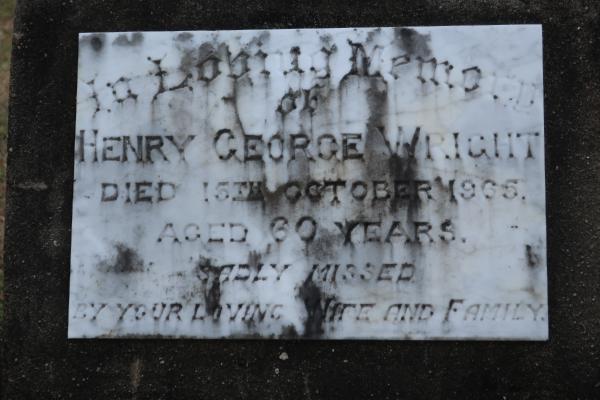 In Loving Memory
of
HENRY GEORGE WRIGHT
DIED 15TH OCTOBER 1965.
AGED 60 YEARS.
SADLY MISSED
BY YOUR LOVING WIFE AND FAMILY.